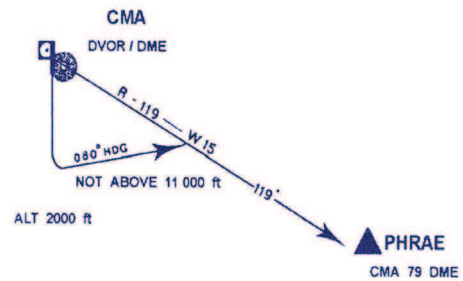 CMA
DVOR / DME
R - 119 — W 15
080° HDG
NOT ABOVE 11 000 ft
119°
ALT 2000 ft
PHRAE
CMA 79 DME